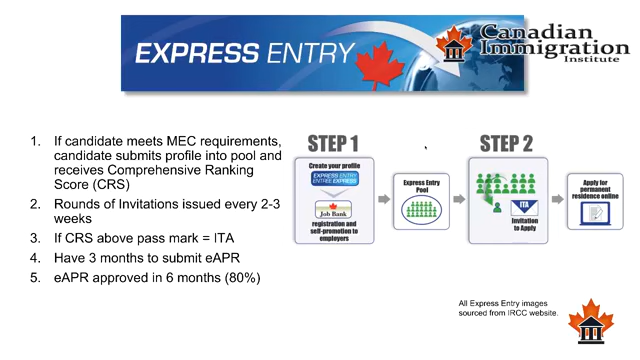 EXPRESS ENTRY
Canadian
Immigration
Institute
1. If candidate meets MEC requirements,
candidate submits profile into pool and
receives Comprehensive Ranking
Score (CRS)
2. Rounds of Invitations issued every 2-3
weeks
3. If CRS above pass mark = ITA
4. Have 3 months to submit eAPR
5. eAPR approved in 6 months (80%)
STEP 1
Create your profile
EXPRESS ENTRY
ENTRÉE EXPRESS
Job Bank
registration and
self-promotion to
employers
Express Entry
Pool
STEP 2
ITA
Invitation
to Apply
Apply for
permanent
residence online
All Express Entry images
sourced from IRCC website.